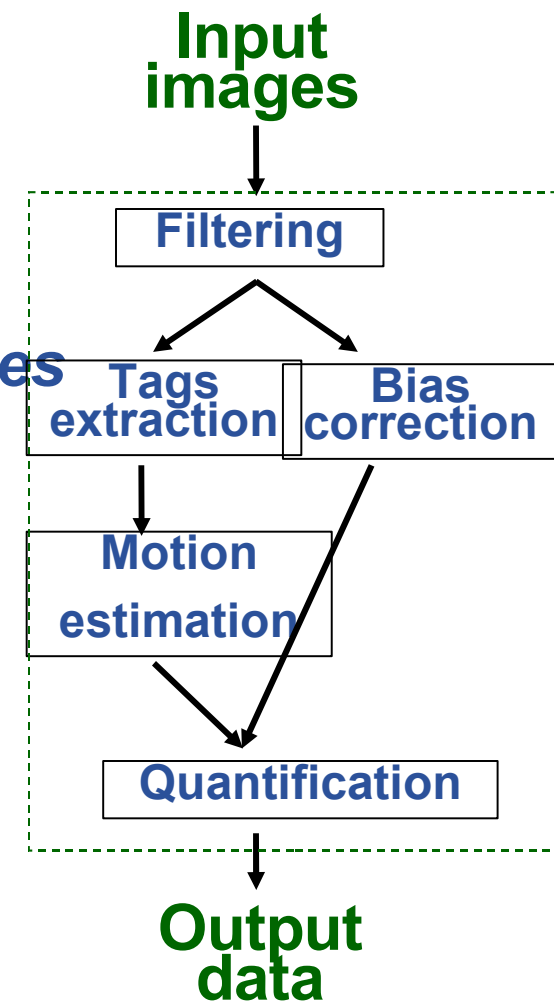 Input
images
Filtering
es
Tags
extraction
Bias
correction
Motion
estimation
Quantification
Output
data